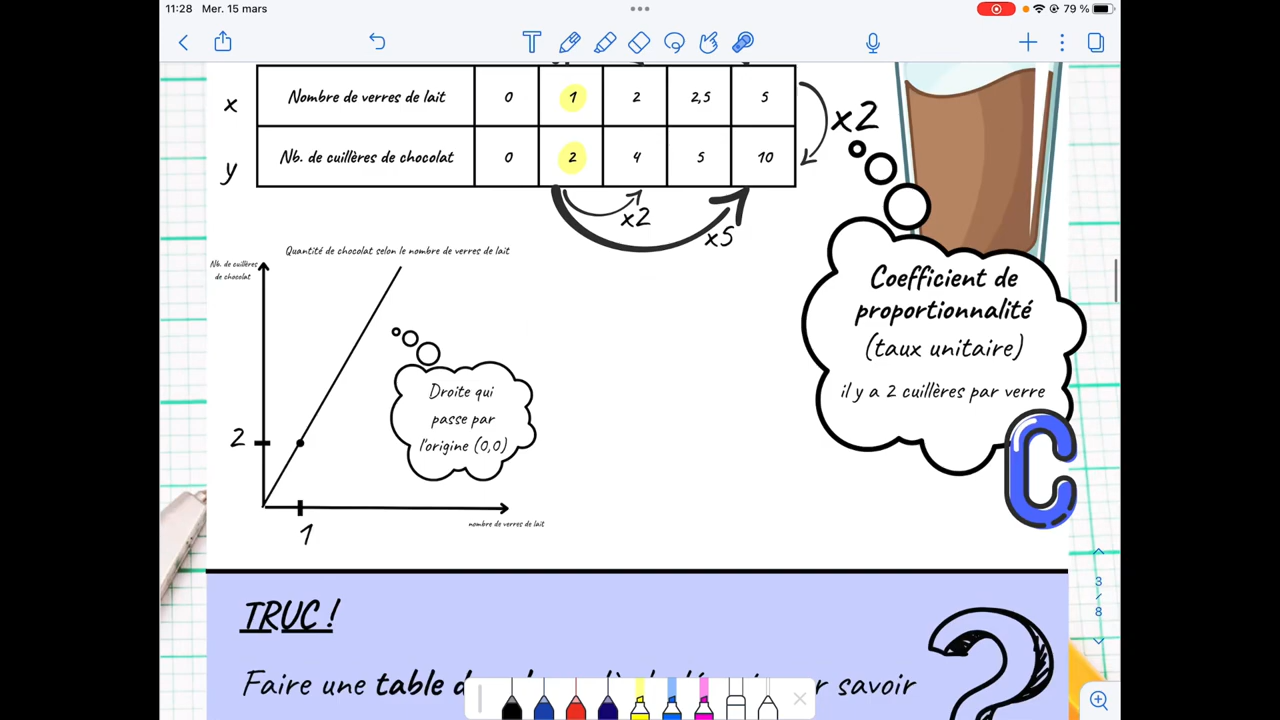 11:28 Mer. 15 mars
79 %
x Nombre de verres de lait 0 1 2 2,5 5
y Nb. de cuillères de chocolat 0 2 4 5 10
x2
x2
x5
Quantité de chocolat selon le nombre de verres de lait
Nb. de cuillères
de chocolat
Droite qui
passe par
l'origine (0,0)
2
1
nombre de verres de lait
Coefficient de
proportionnalité
(taux unitaire)
il y a 2 cuillères par verre
C
3
/
8
TRUC !
?
Faire une table d
savoir